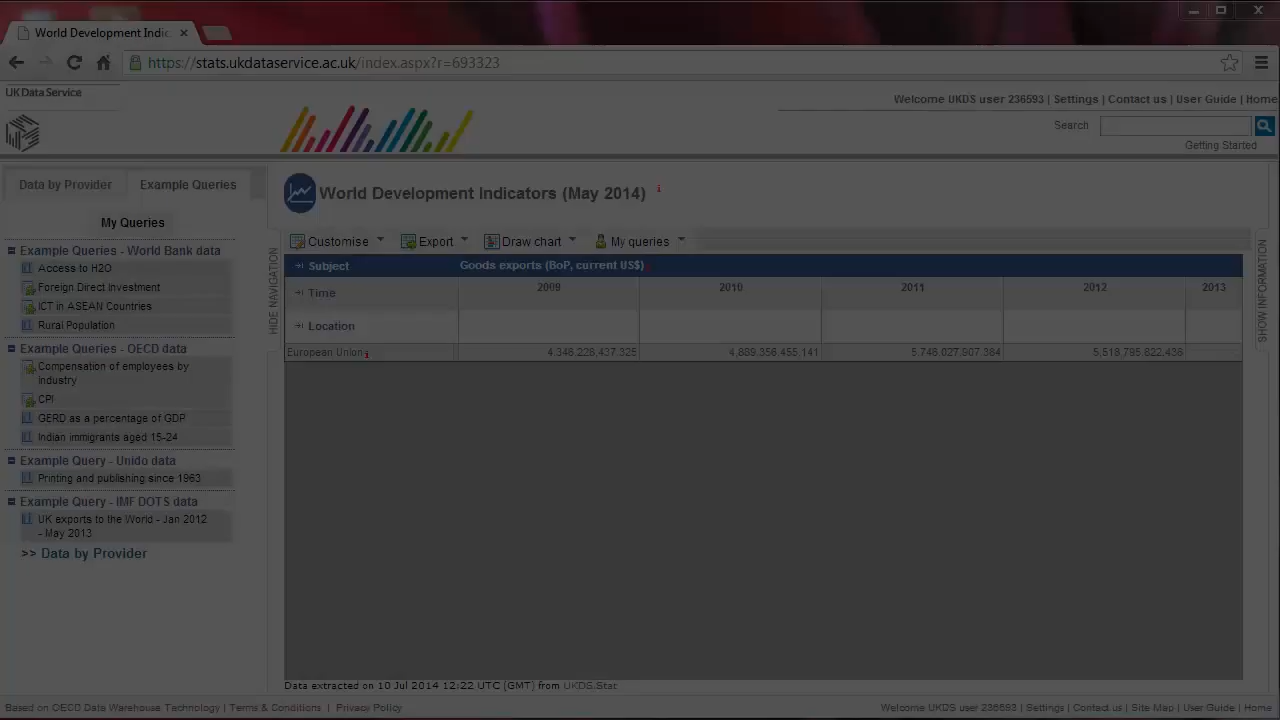 World Development Indic
https://stats.ukdataservice.ac.uk/index.aspx?r=693323
UK Data Service
Welcome UKDS user 236593 | Settings | Contact us | User Guide | Home
Search
Getting Started
Data by Provider
Example Queries
My Queries
Example Queries - World Bank data
Access to H2O
Foreign Direct Investment
ICT in ASEAN Countries
Rural Population
Example Queries - OECD data
Compensation of employees by
Industry
CPI
GERD as a percentage of GDP
Indian immigrants aged 15-24
Example Query - Unido data
Printing and publishing since 1963
Example Query - IMF DOTS data
UK exports to the World - Jan 2012
- May 2013
>> Data by Provider
HIDE NAVIGATION
World Development Indicators (May 2014) i
Customise Export Draw chart My queries
Subject Goods exports (BoP, current US$)
Time 2009 2010 2011 2012 2013
Location
European Union i 4,346,228,437,325 4,889,356,455,141 5,746,027,907,364 5,518,795,622,436
SHOW INFORMATION
Data extracted on 10 Jul 2014 12:22 UTC (GMT) from UKDS.Stat
Based on OECD Data Warehouse Technology | Terms & Conditions | Privacy Policy
Welcome UKDS user 236593 | Settings | Contact us | Site Map | User Guide | Home